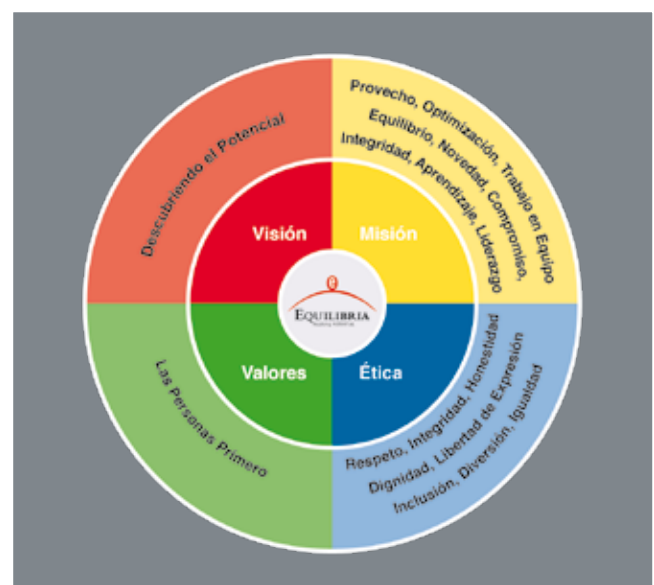 Descubriendo el Potencial
Provecho, Optimización, Trabajo en Equipo
Equilibrio, Novedad, Compromiso,
Integridad, Aprendizaje, Liderazgo
Visión
Misión
EQUILIBRIA
Valores
Ética
Las Personas Primero
Respeto, Integridad, Honestidad
Dignidad, Libertad de Expresión
Inclusión, Diversión, Igualdad